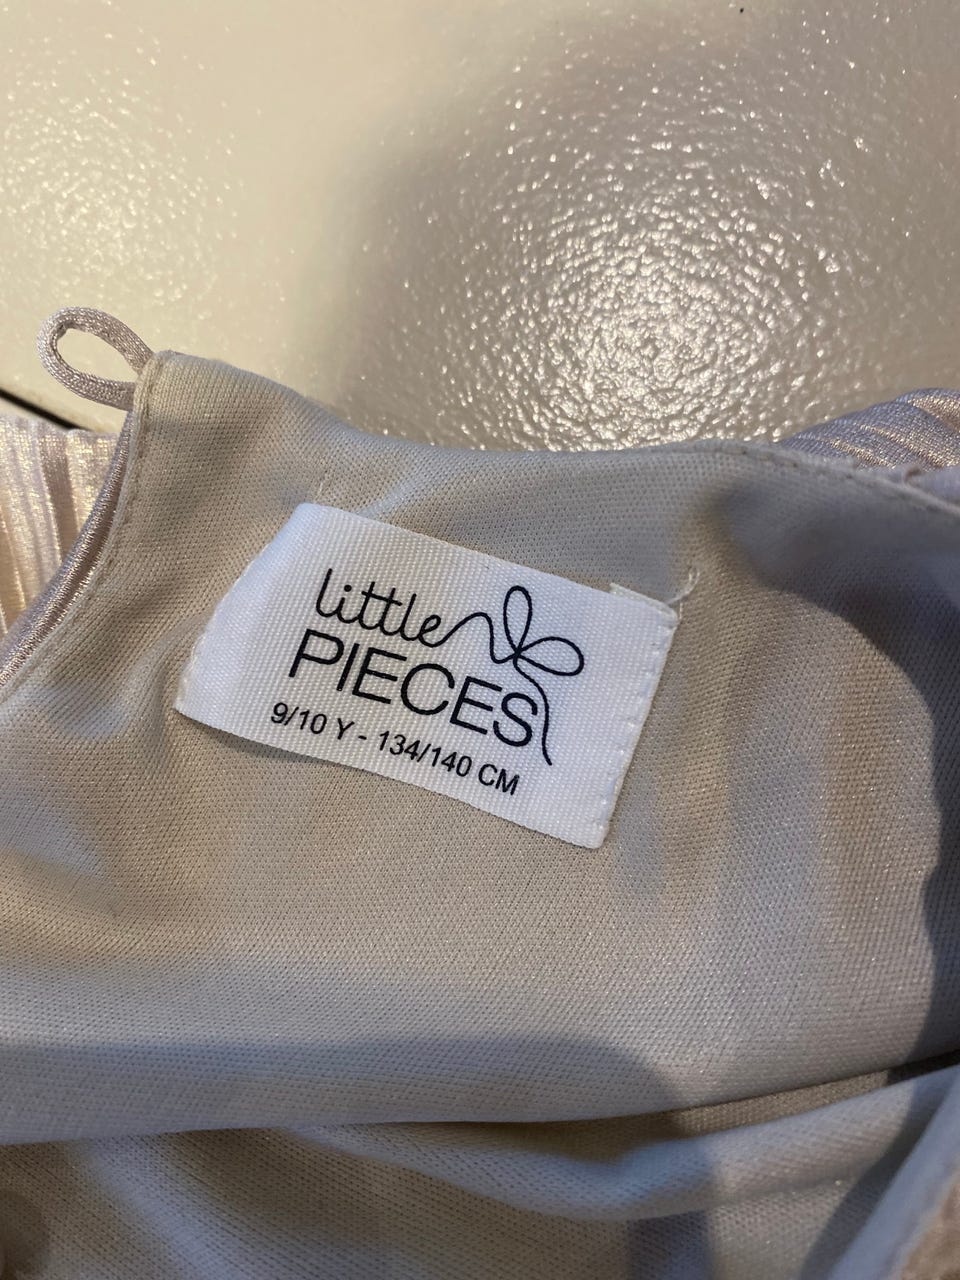 little
PIECES
9/10 Y - 134/140 CM